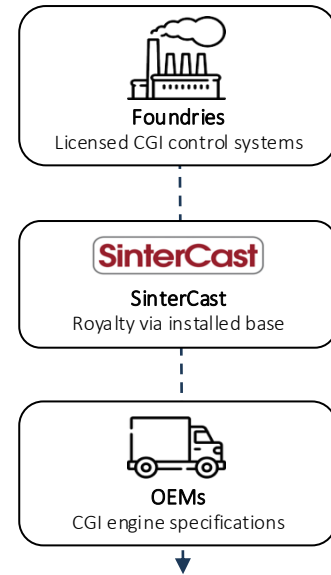 Foundries
Licensed CGI control systems
SinterCast
SinterCast
Royalty via installed base
OEMs
CGI engine specifications